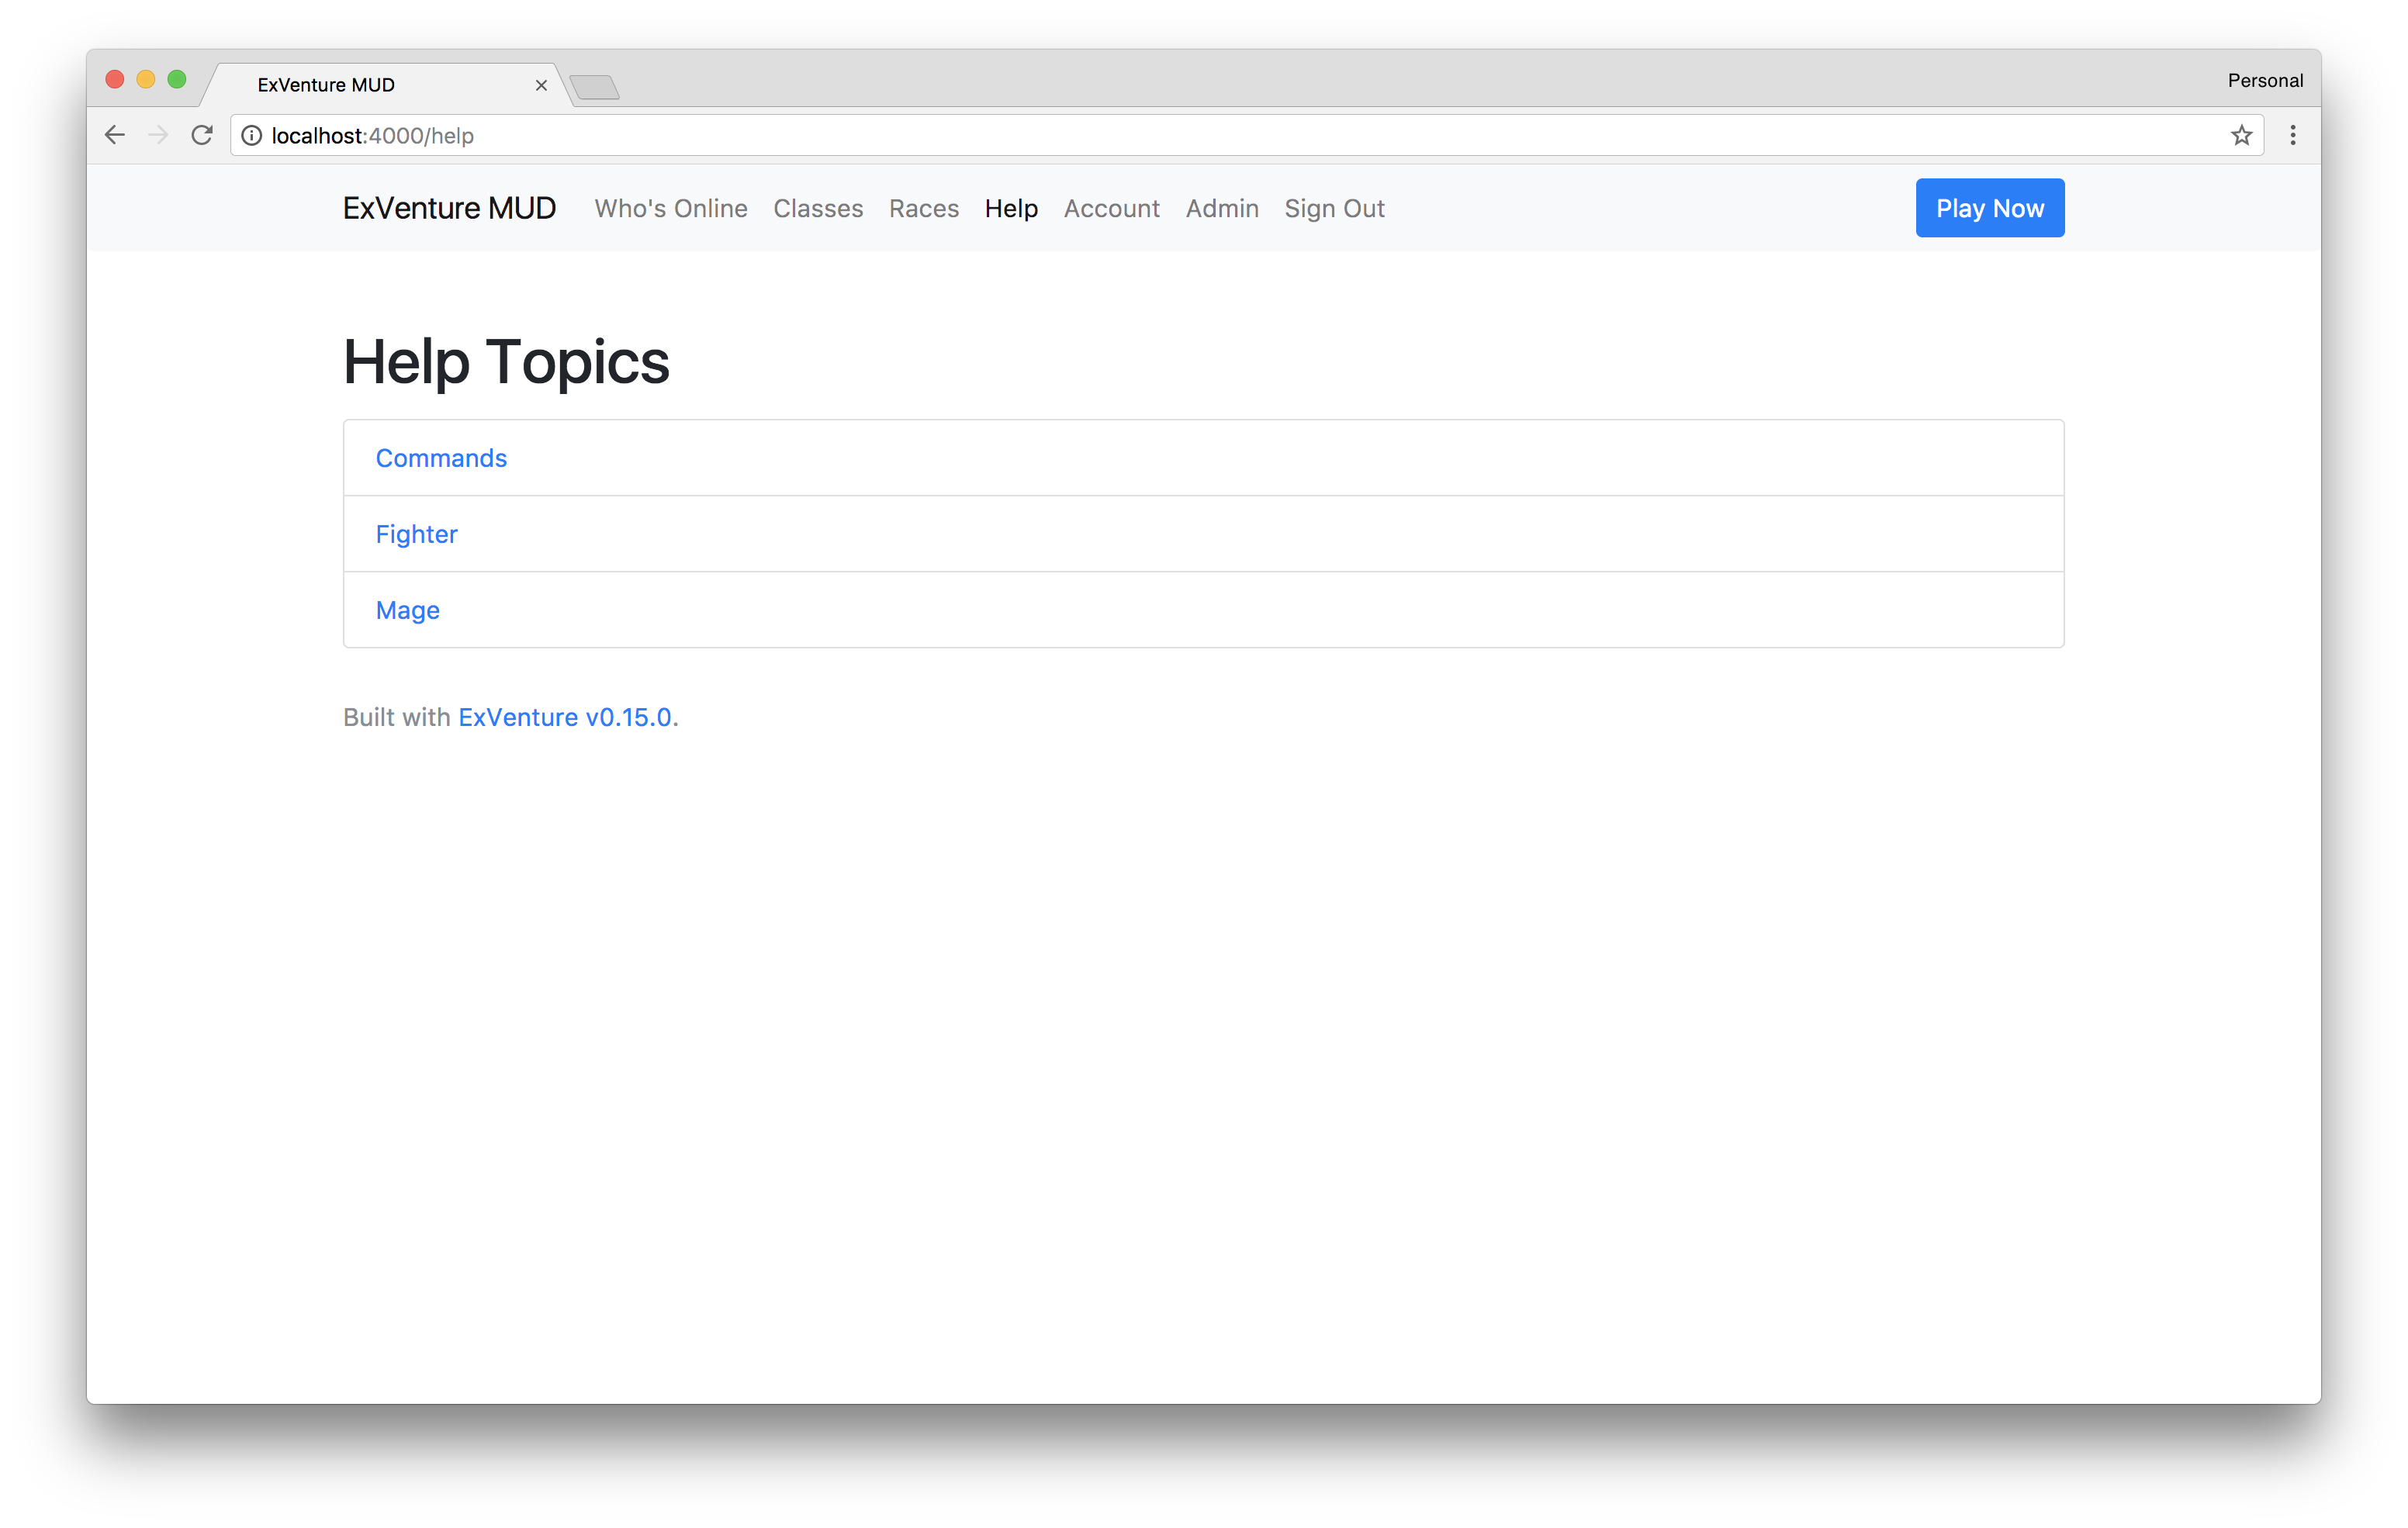 ExVenture MUD
Personal
localhost:4000/help
ExVenture MUD Who's Online Classes Races Help Account Admin Sign Out Play Now
Help Topics
Commands
Fighter
Mage
Built with ExVenture v0.15.0.